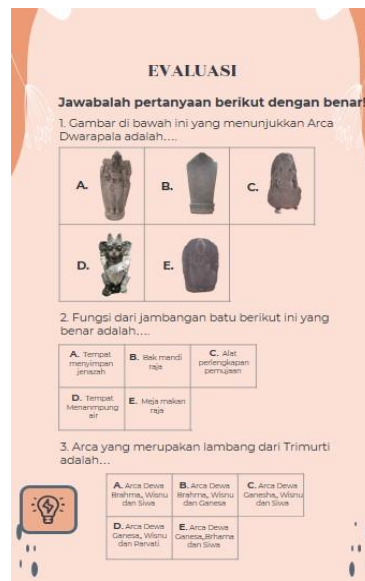 EVALUASI
Jawabalah pertanyaan berikut dengan benar!
1. Gambar di bawah ini yang menunjukkan Arca
Dwarapala adalah....
A.
B.
C.
D.
E.
2. Fungsi dari jambangan batu berikut ini yang
benar adalah....
A. Tempat
menyimpan
jenazah
B. Bak mandi
raja
C. Alat
perlengkapan
pemujaan
D. Tempat
Menanmpung
air
E. Meja makan
raja
3. Arca yang merupakan lambang dari Trimurti
adalah...
A. Arca Dewa
Brahma, Wisnu
dan Siwa
B. Arca Dewa
Brahma, Wisnu
dan Ganesa
C. Arca Dewa
Ganesha, Wisnu
dan Siwa
D. Arca Dewa
Ganesa, Wisnu
dan Parvati
E. Arca Dewa
Ganesa,Brhama
dan Siwa